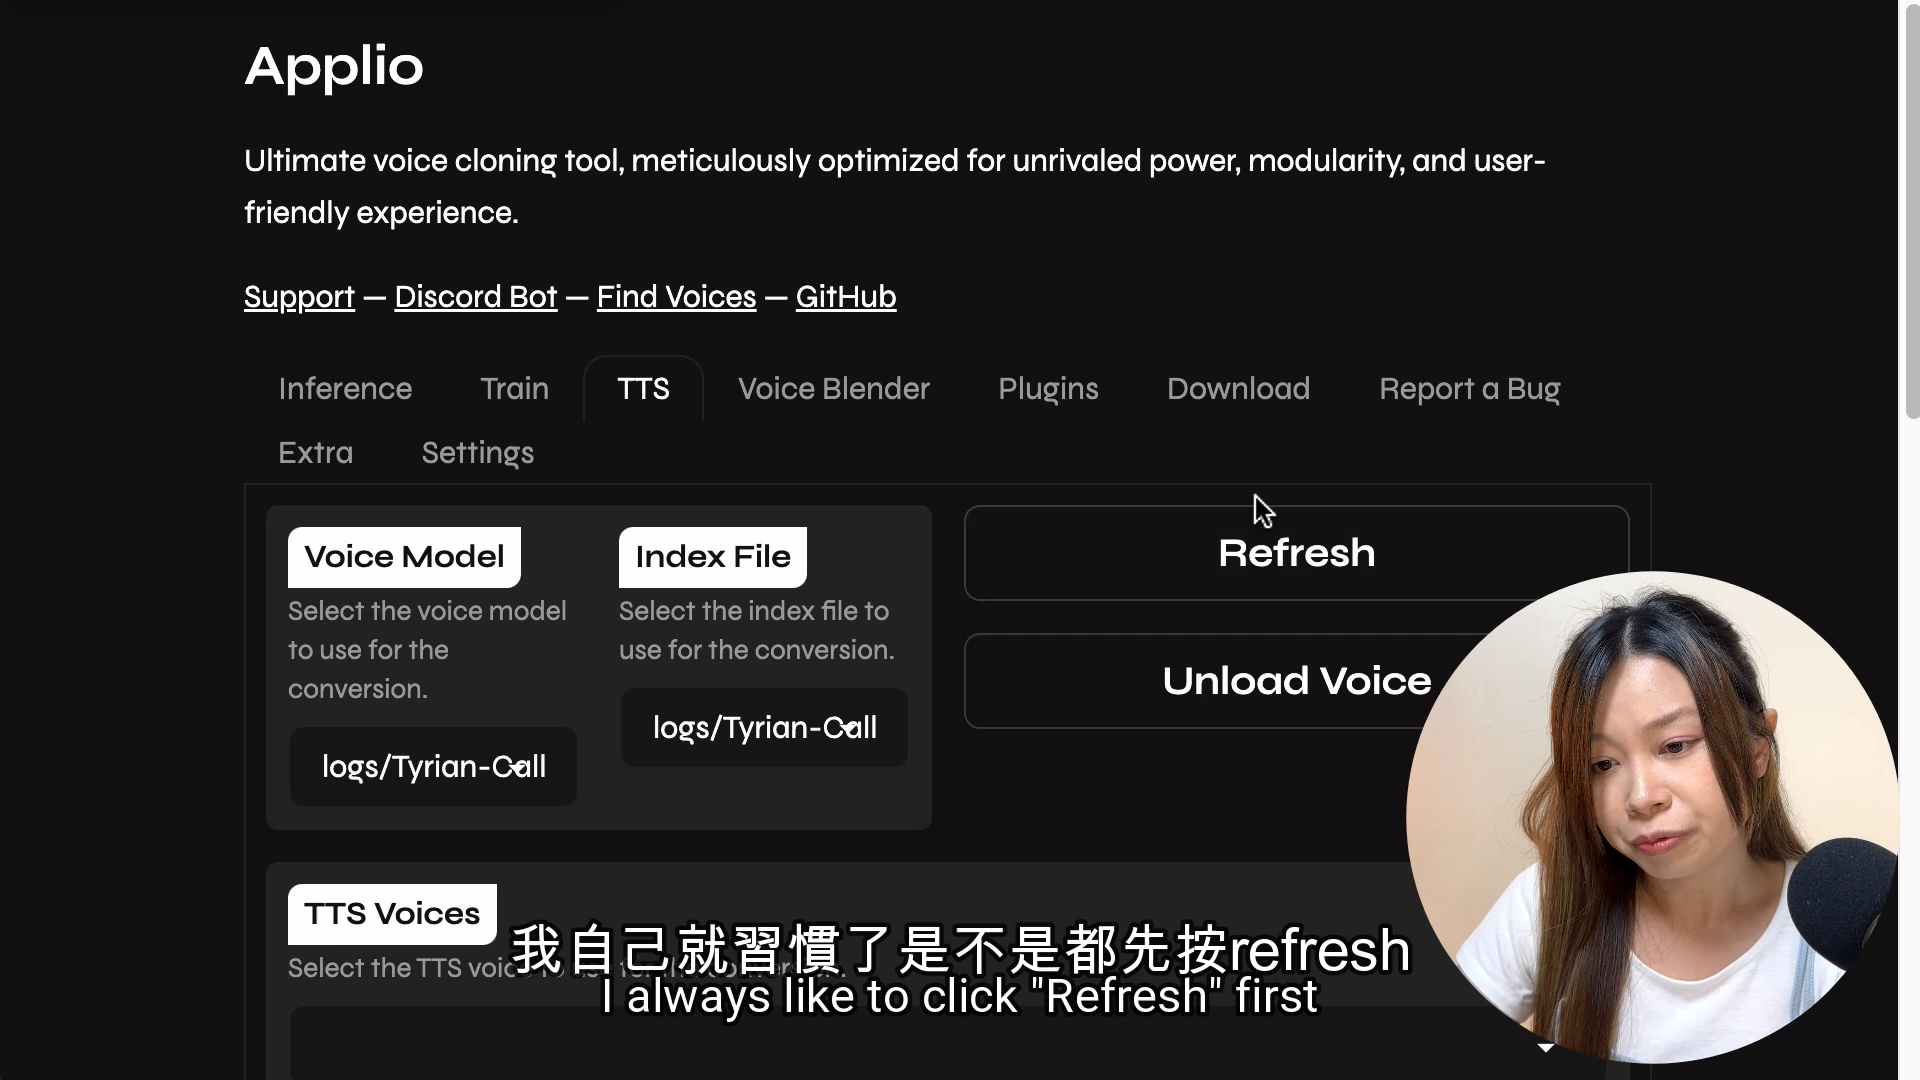 Applio
Ultimate voice cloning tool, meticulously optimized for unrivaled power, modularity, and user-
friendly experience.
Support — Discord Bot — Find Voices — GitHub
Inference Train TTS Voice Blender Plugins Download Report a Bug
Extra Settings
Voice Model
Select the voice model
to use for the
conversion.
logs/Tyrian-Call
Index File
Select the index file to
use for the conversion.
logs/Tyrian-Call
Refresh
Unload Voice
TTS Voices
Select the TTS voice
我自己就習慣了是不是都先按refresh
I always like to click "Refresh" first